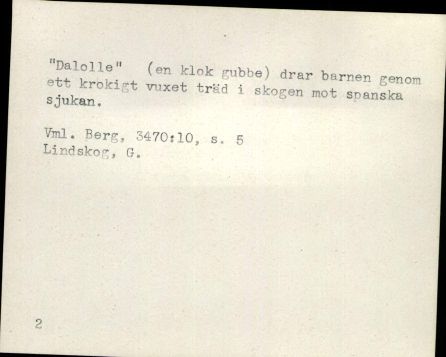 "Dalolle"   (en klok gubbe) drar barnen genom
ett krokigt vuxet träd i skogen mot spanska
sjukan.
Vml. Berg, 3470:10, s. 5
Lindskog, G.
2